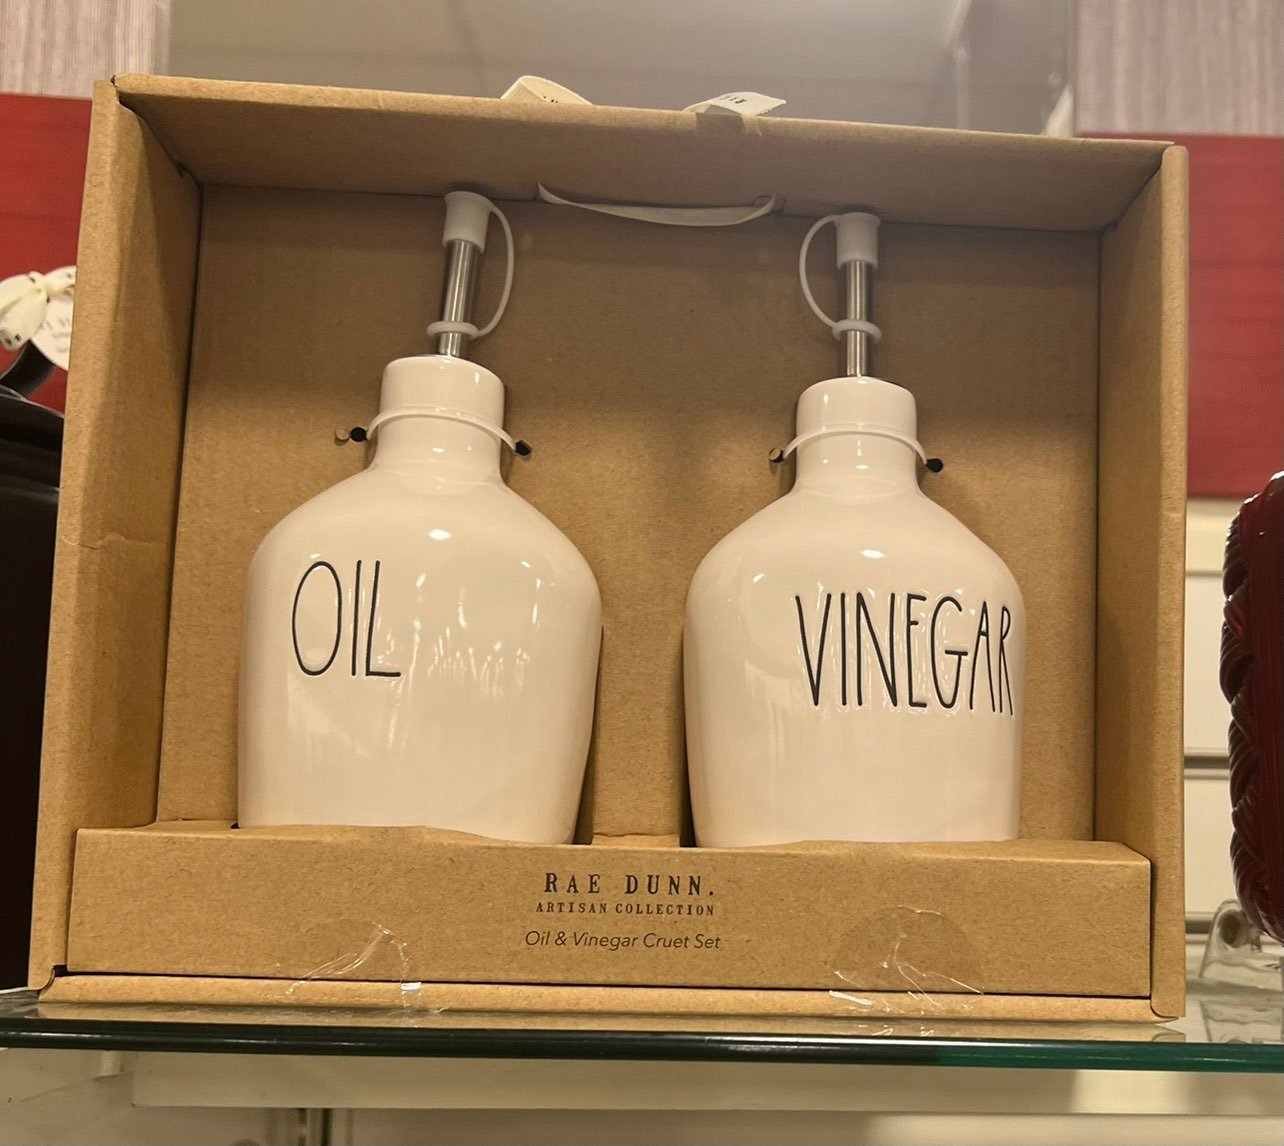 OIL
VINEGAR
RAE DUNN.
ARTISAN COLLECTION
Oil & Vinegar Cruet Set